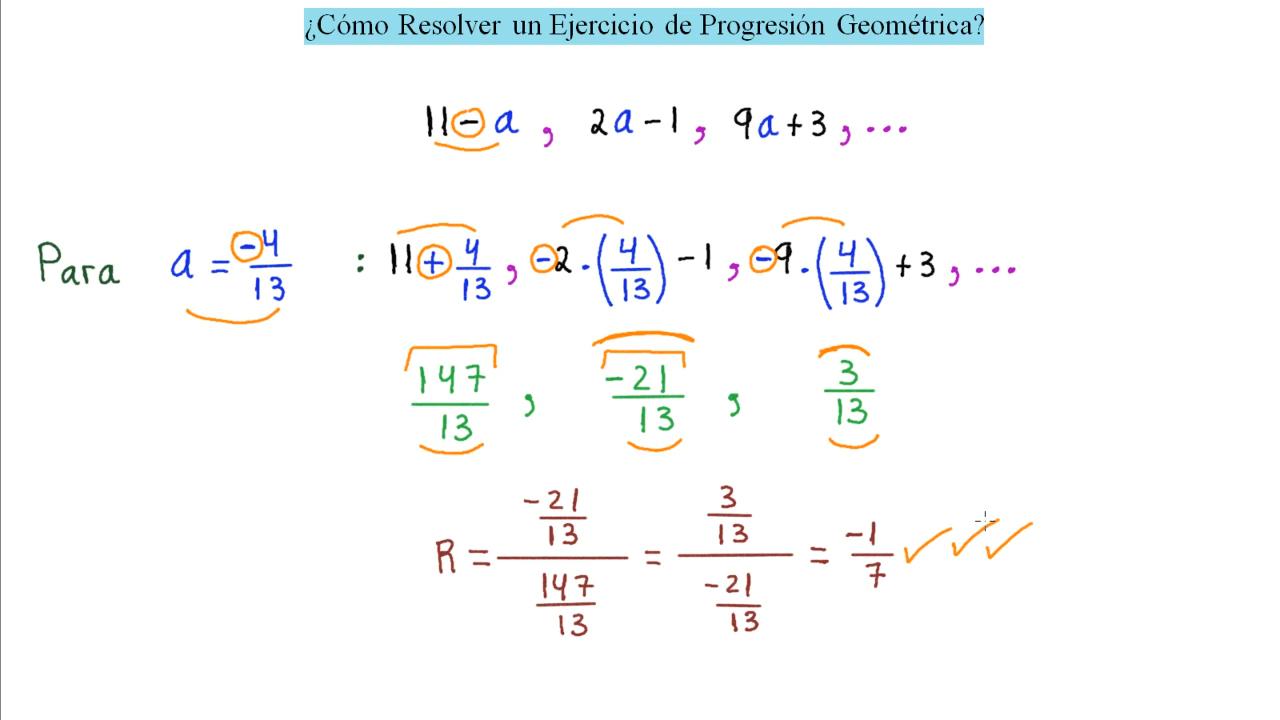 ¿Cómo Resolver un Ejercicio de Progresión Geométrica?
11 - a , 2a - 1 , 9a + 3 , ...
Para a = -4/13 : 11 + 4/13 , -2 · (4/13) - 1 , -9 · (4/13) + 3 , ...
147/13 , -21/13 , 3/13
R = (-21/13)/(147/13) = (3/13)/(-21/13) = -1/7 ✓✓✓